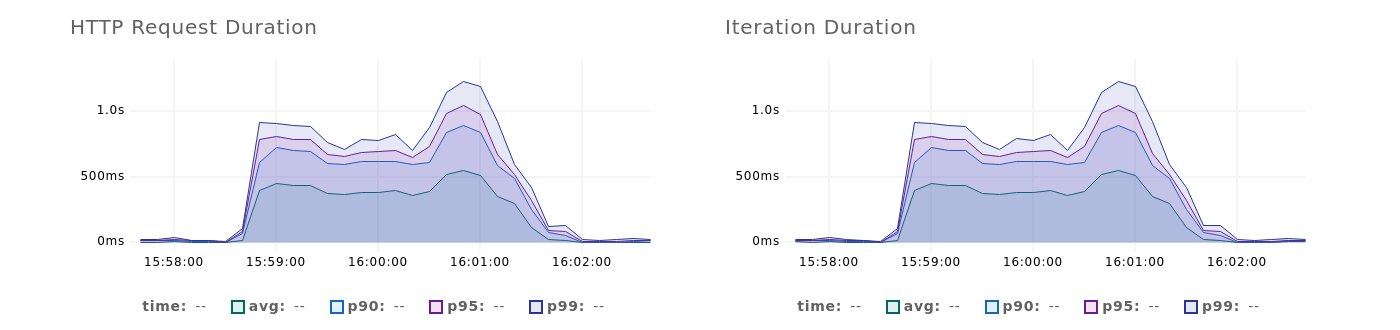 HTTP Request Duration
1.0s
500ms
0ms
15:58:00 15:59:00 16:00:00 16:01:00 16:02:00
time: -- avg: -- p90: -- p95: -- p99: --
Iteration Duration
1.0s
500ms
0ms
15:58:00 15:59:00 16:00:00 16:01:00 16:02:00
time: -- avg: -- p90: -- p95: -- p99: --